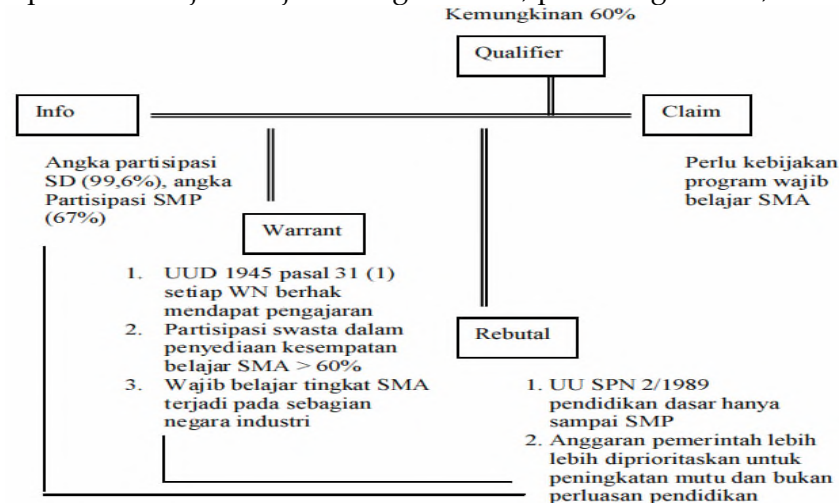 Kemungkinan 60%
Qualifier
Info
Claim
Angka partisipasi
SD (99,6%), angka
Partisipasi SMP
(67%)
Perlu kebijakan
program wajib
belajar SMA
Warrant
1. UUD 1945 pasal 31 (1)
setiap WN berhak
mendapat pengajaran
2. Partisipasi swasta dalam
penyediaan kesempatan
belajar SMA > 60%
3. Wajib belajar tingkat SMA
terjadi pada sebagian
negara industri
Rebutal
1. UU SPN 2/1989
pendidikan dasar hanya
sampai SMP
2. Anggaran pemerintah lebih
lebih diprioritaskan untuk
peningkatan mutu dan bukan
perluasan pendidikan